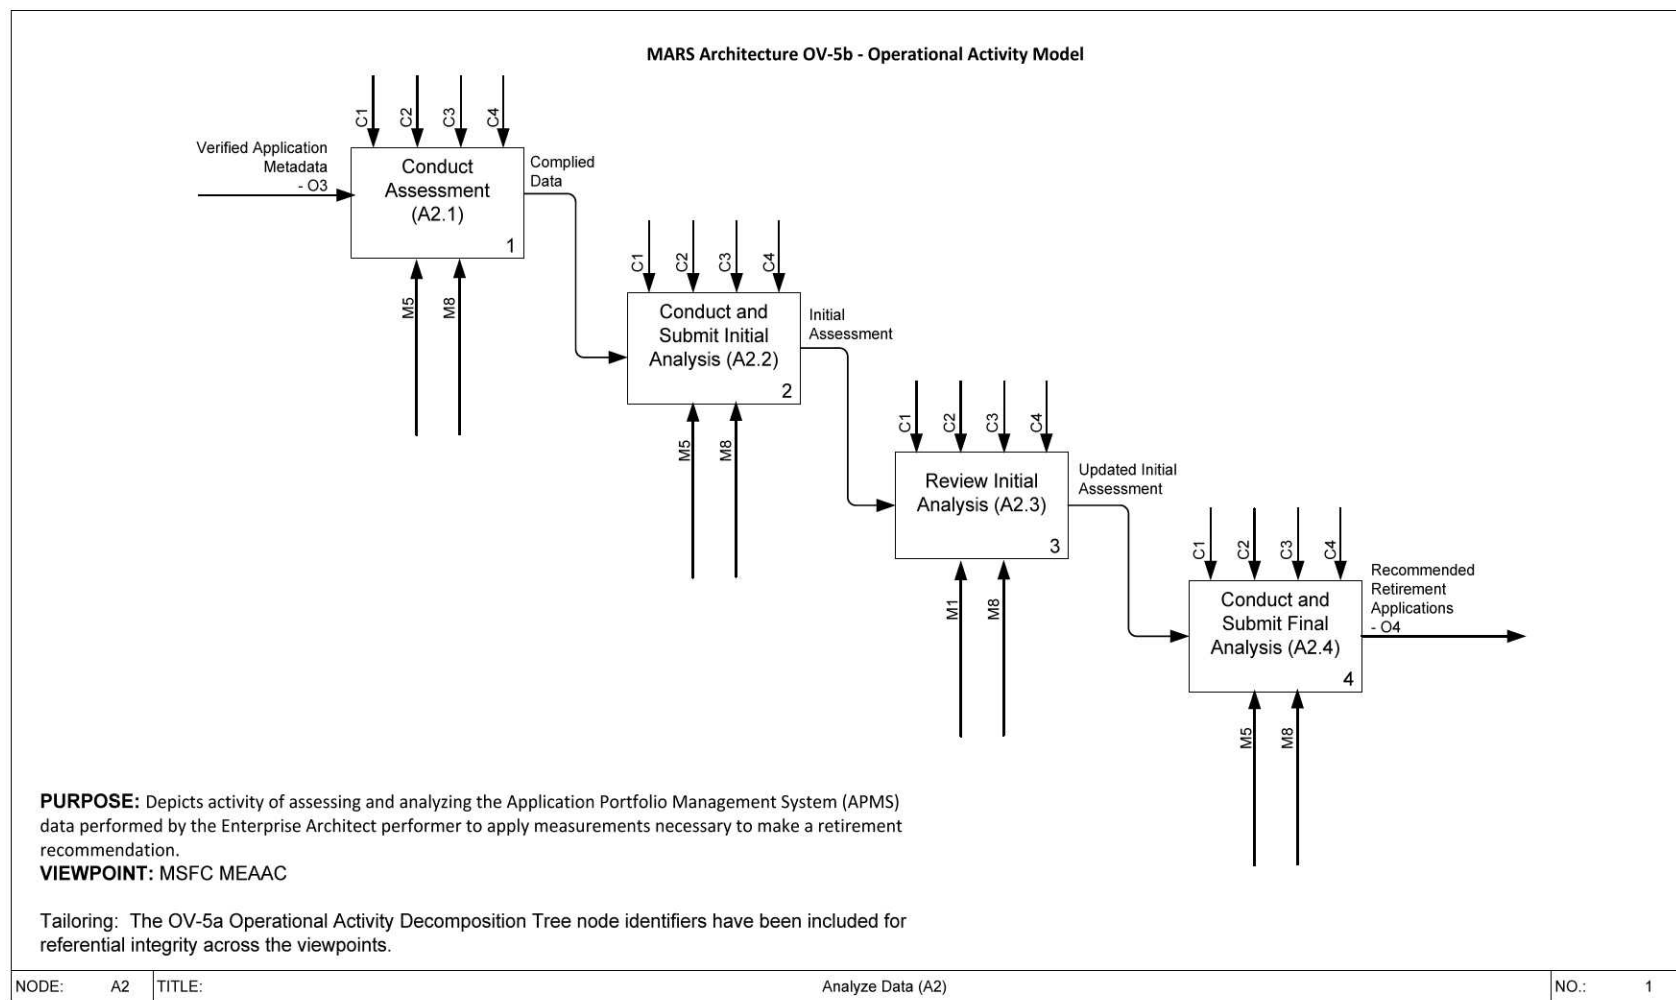 MARS Architecture OV-5b - Operational Activity Model
C1
C2
C3
C4
Verified Application
Metadata
- O3
Conduct
Assessment
(A2.1)
1
Complied
Data
M5
M8
C1
C2
C3
C4
Conduct and
Submit Initial
Analysis (A2.2)
2
Initial
Assessment
M5
M8
C1
C2
C3
C4
Review Initial
Analysis (A2.3)
3
Updated Initial
Assessment
M1
M8
C1
C2
C3
C4
Conduct and
Submit Final
Analysis (A2.4)
4
Recommended
Retirement
Applications
- O4
M5
M8
PURPOSE: Depicts activity of assessing and analyzing the Application Portfolio Management System (APMS)
data performed by the Enterprise Architect performer to apply measurements necessary to make a retirement
recommendation.
VIEWPOINT: MSFC MEAAC
Tailoring: The OV-5a Operational Activity Decomposition Tree node identifiers have been included for
referential integrity across the viewpoints.
NODE: A2 TITLE: Analyze Data (A2) NO.: 1